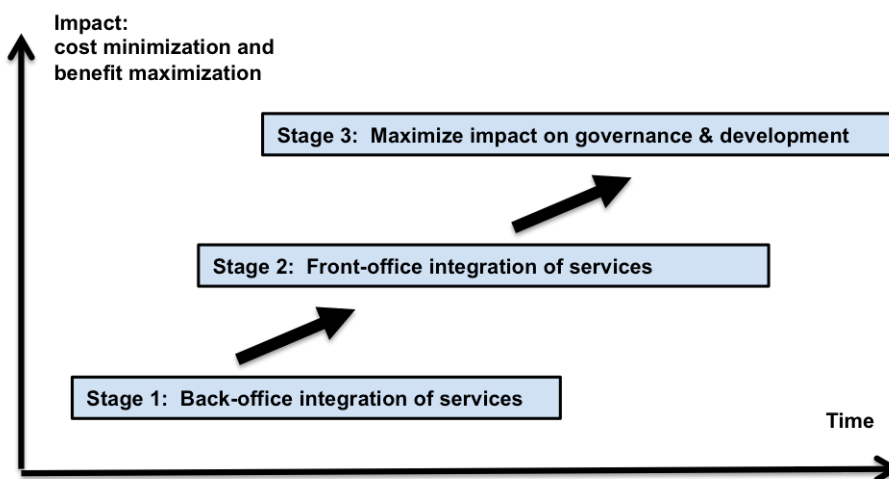 Impact:
cost minimization and
benefit maximization
Stage 3: Maximize impact on governance & development
Stage 2: Front-office integration of services
Stage 1: Back-office integration of services
Time